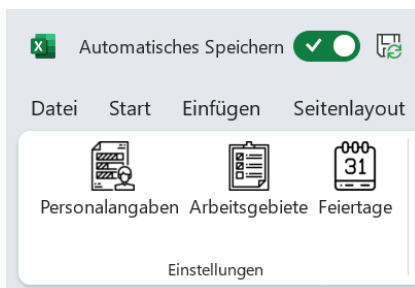 Automatisches Speichern
Datei Start Einfügen Seitenlayout
31
Personalangaben Arbeitsgebiete Feiertage
Einstellungen